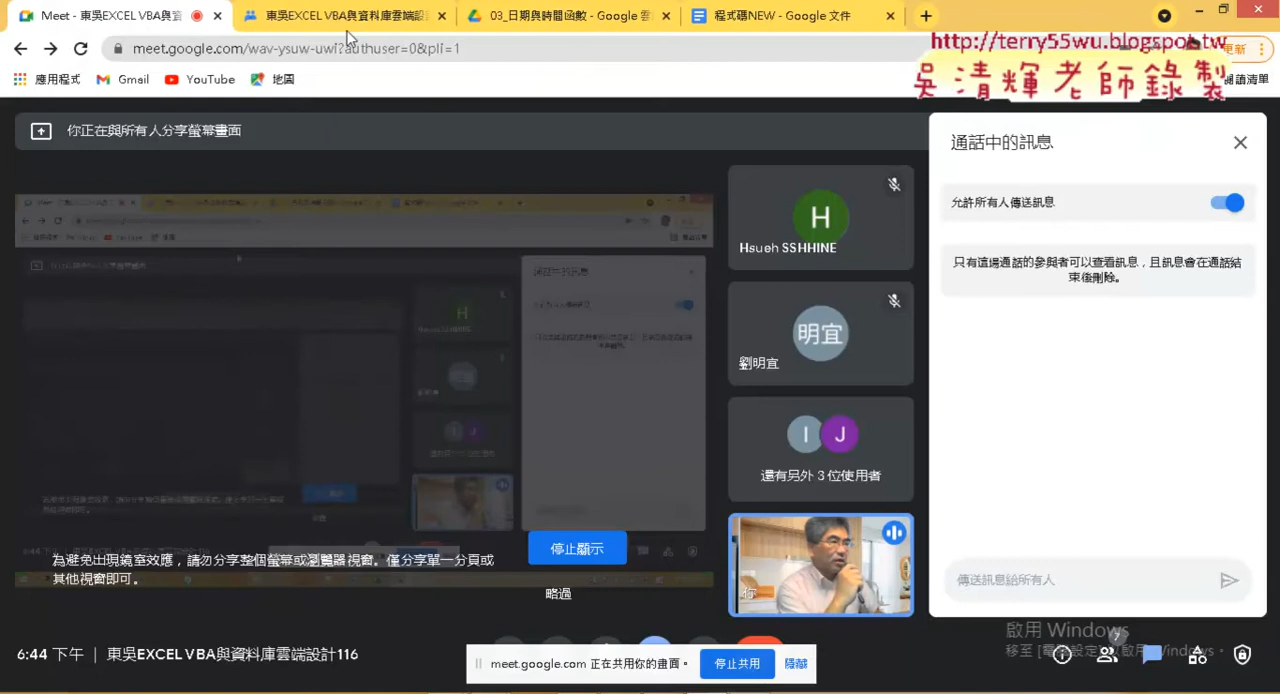 Meet - 東吳EXCEL VBA與資
東吳EXCEL VBA與資料庫雲端設
03_日期與時間函數 - Google 雲
程式碼NEW - Google 文件
meet.google.com/wav-ysuw-uwi?authuser=0&pli=1
http://terry55wu.blogspot.tw
更新
吳清輝老師錄製
應用程式
Gmail
YouTube
地圖
閱讀清單
你正在與所有人分享螢幕畫面
通話中的訊息
允許所有人傳送訊息
只有這場通話的參與者可以查看訊息，且訊息會在通話結
束後刪除。
H
Hsueh SSHHINE
明宜
劉明宜
I
J
還有另外 3 位使用者
你
為避免出現鏡室效應，請勿分享整個螢幕或瀏覽器視窗。僅分享單一分頁或
其他視窗即可。
停止顯示
略過
傳送訊息給所有人
啟用 Windows
7
6:44 下午
東吳EXCEL VBA與資料庫雲端設計116
meet.google.com 正在共用你的畫面。
停止共用
隱藏